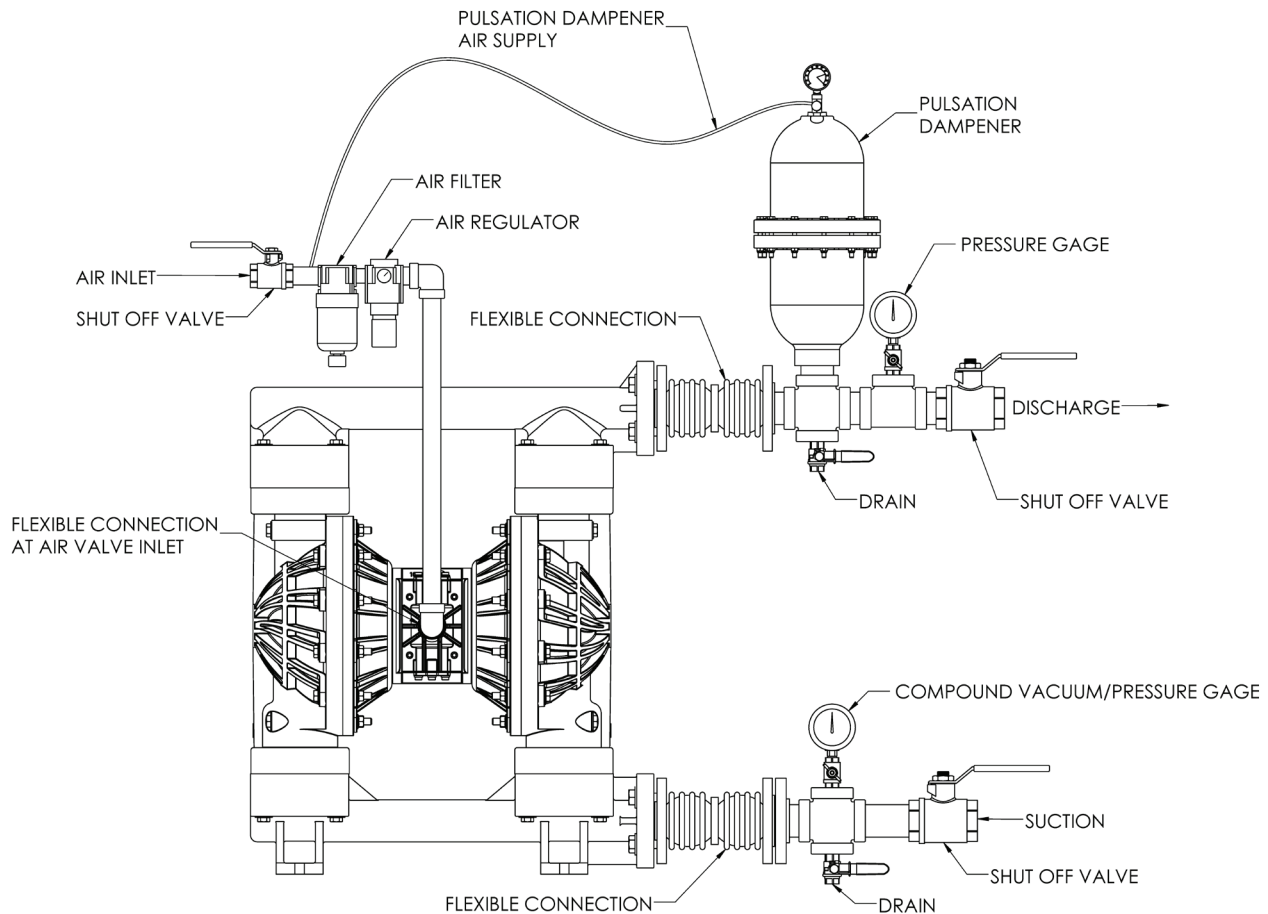 PULSATION DAMPENER
AIR SUPPLY
PULSATION
DAMPENER
AIR FILTER
AIR REGULATOR
PRESSURE GAGE
AIR INLET
SHUT OFF VALVE
FLEXIBLE CONNECTION
DISCHARGE
DRAIN
SHUT OFF VALVE
FLEXIBLE CONNECTION
AT AIR VALVE INLET
COMPOUND VACUUM/PRESSURE GAGE
SUCTION
SHUT OFF VALVE
FLEXIBLE CONNECTION
DRAIN